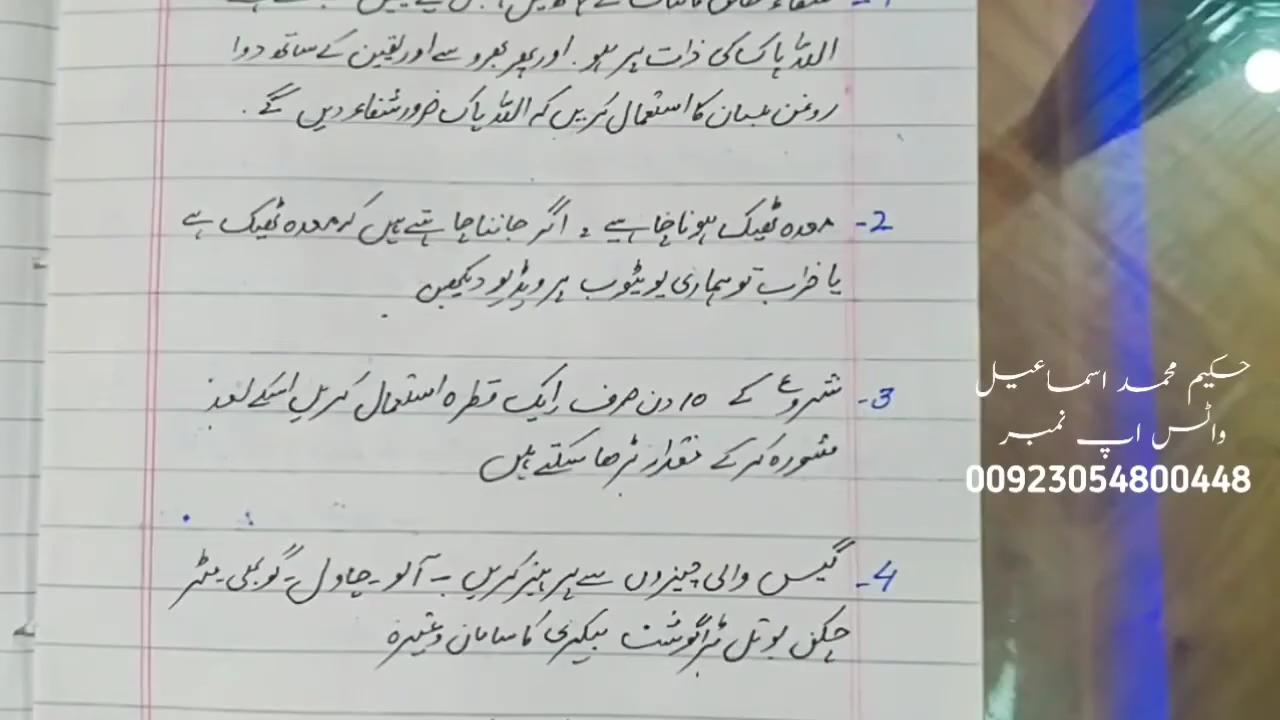 1-
اللہ پاک کی ذات پر ہو۔ اور پھر بھروسے اور یقین کے ساتھ دوا
روغن بلسان کا استعمال کریں کہ اللہ پاک ضرور شفاء دیں گے۔
2- معدہ ٹھیک ہونا چاہیے، اگر جاننا چاہتے ہیں کہ معدہ ٹھیک ہے
یا خراب تو ہماری یوٹیوب پر ویڈیو دیکھیں
3- شروع کے 10 دن صرف ایک قطرہ استعمال کریں اسکے بعد
مشورہ کر کے مقدار بڑھا سکتے ہیں
4- گیس والی چیزوں سے پرہیز کریں ۔ آلو۔چاول۔گوبھی۔مٹر
چکن بوتل بڑا گوشت بیکری کا سامان وغیرہ
حکیم محمد اسماعیل
واٹس اپ نمبر
00923054800448